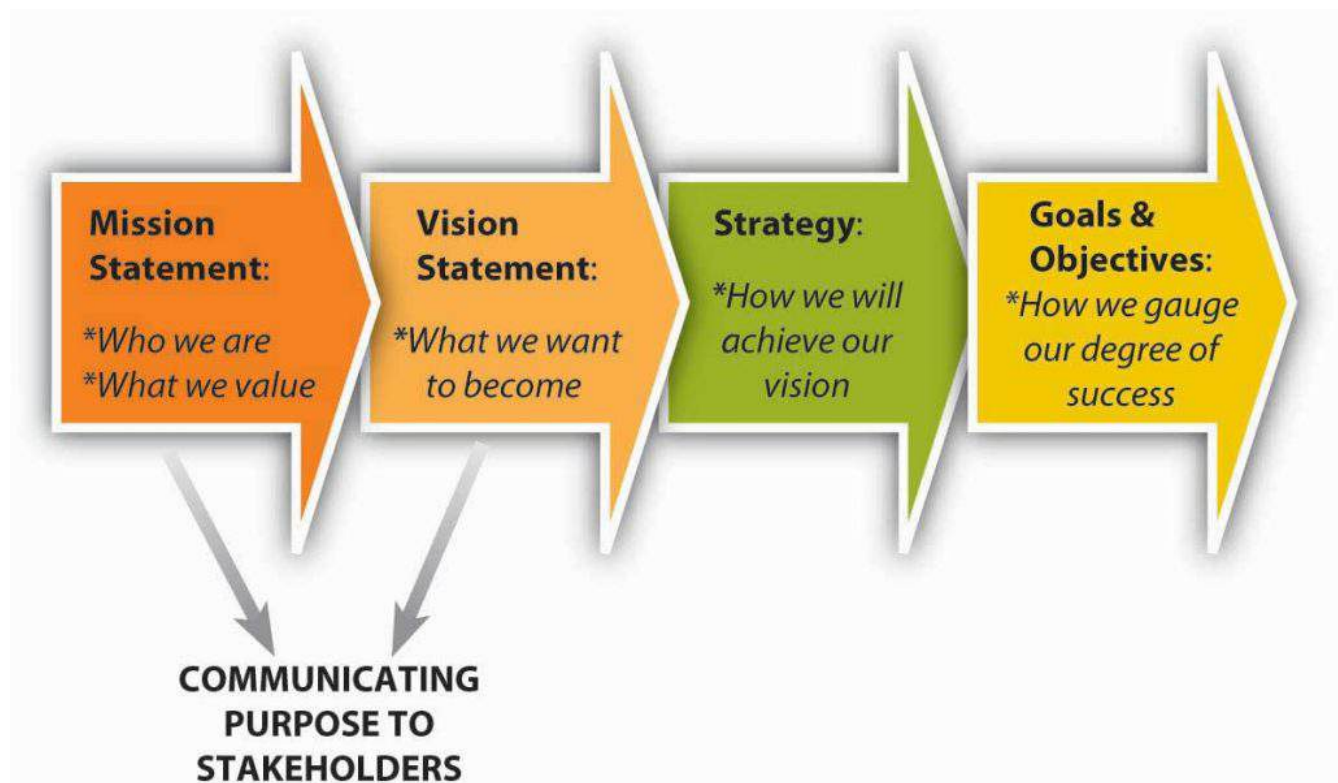 Mission
Statement:
*Who we are
*What we value
Vision
Statement:
*What we want
to become
Strategy:
*How we will
achieve our
vision
Goals &
Objectives:
*How we gauge
our degree of
success
COMMUNICATING
PURPOSE TO
STAKEHOLDERS